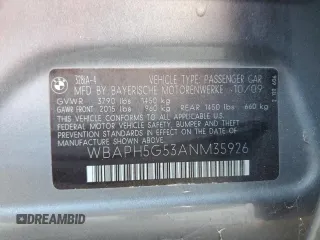 328A-4 VEHICLE TYPE: PASSENGER CAR
MFD BY BAYERISCHE MOTORENWERKE - 10/09
GVWR 3790 lbs 1450 kg
GAWR FRONT 2015 lbs 960 kg REAR 1450 lbs 660 kg
THIS VEHICLE CONFORMS TO ALL APPLICABLE
U.S. FEDERAL MOTOR VEHICLE SAFETY, BUMPER,
AND THEFT PREVENTION STANDARDS IN EFFECT
ON THE DATE OF MANUFACTURE SHOWN ABOVE.
WBAPH5G53ANM35926
DREAMBID